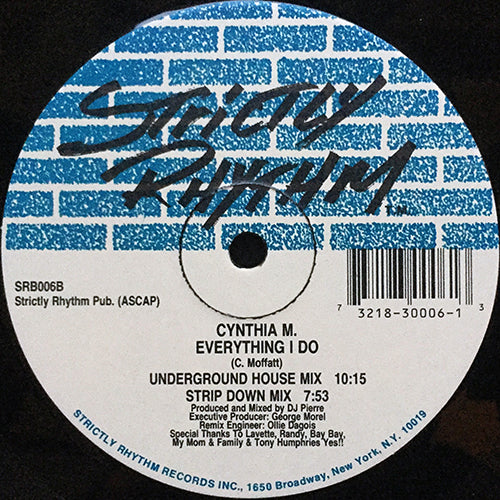 STRICTLY
RHYTHM
T.M.
SRB006B
Strictly Rhythm Pub. (ASCAP)
7 3218-30006-1 3
CYNTHIA M.
EVERYTHING I DO
(C. Moffatt)
UNDERGROUND HOUSE MIX 10:15
STRIP DOWN MIX 7:53
Produced and Mixed by DJ Pierre
Executive Producer: George Morel
Remix Engineer: Ollie Dagois
Special Thanks To Lavette, Randy, Bay Bay,
My Mom & Family & Tony Humphries Yes!!
STRICTLY RHYTHM RECORDS INC., 1650 Broadway, New York, N.Y. 10019